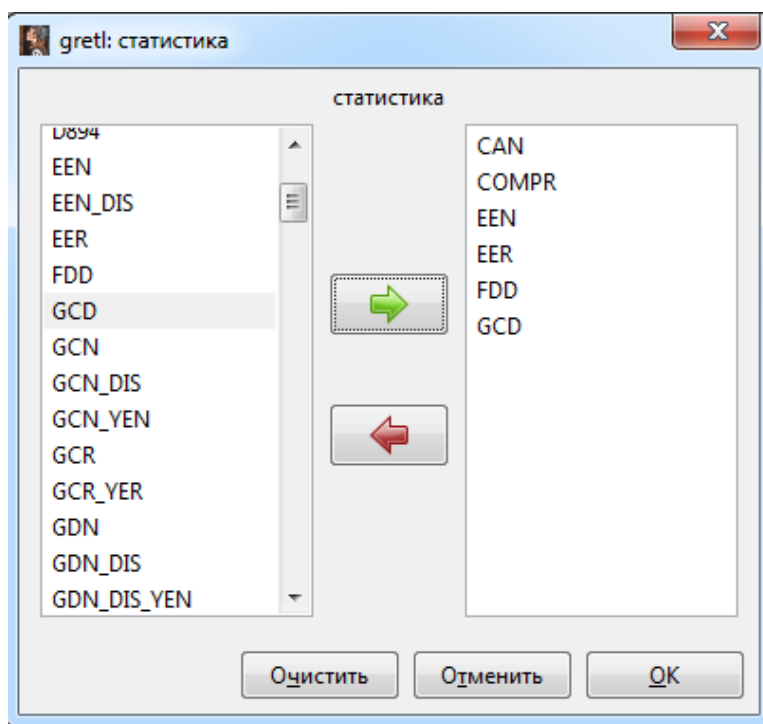 gretl: статистика
статистика
D894
EEN
EEN_DIS
EER
FDD
GCD
GCN
GCN_DIS
GCN_YEN
GCR
GCR_YER
GDN
GDN_DIS
GDN_DIS_YEN
CAN
COMPR
EEN
EER
FDD
GCD
Очистить
Отменить
OK